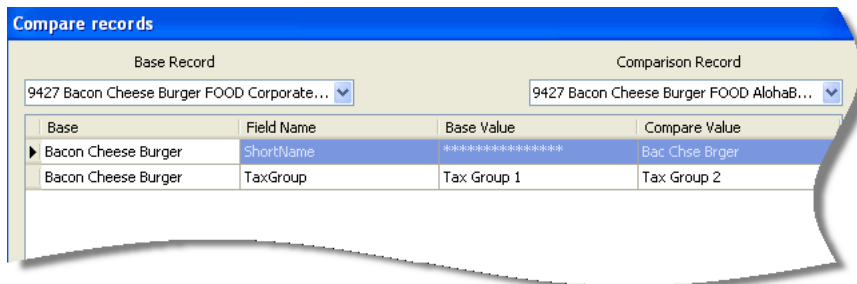 Compare records
Base Record Comparison Record
9427 Bacon Cheese Burger FOOD Corporate... 9427 Bacon Cheese Burger FOOD AlohaB...
Base Field Name Base Value Compare Value
Bacon Cheese Burger ShortName *************** Bac Chse Brger
Bacon Cheese Burger TaxGroup Tax Group 1 Tax Group 2